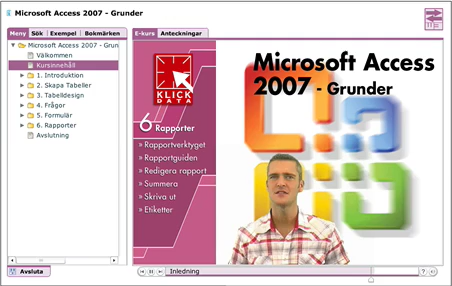 Microsoft Access 2007 - Grunder
Meny Sök Exempel Bokmärken
Microsoft Access 2007 - Grun
Välkommen
Kursinnehåll
1. Introduktion
2. Skapa Tabeller
3. Tabelldesign
4. Frågor
5. Formulär
6. Rapporter
Avslutning
Avsluta
E-kurs Anteckningar
KLICK
DATA
6 Rapporter
» Rapportverktyget
» Rapportguiden
» Redigera rapport
» Summera
» Skriva ut
» Etiketter
Microsoft Access
2007 - Grunder
Inledning
?